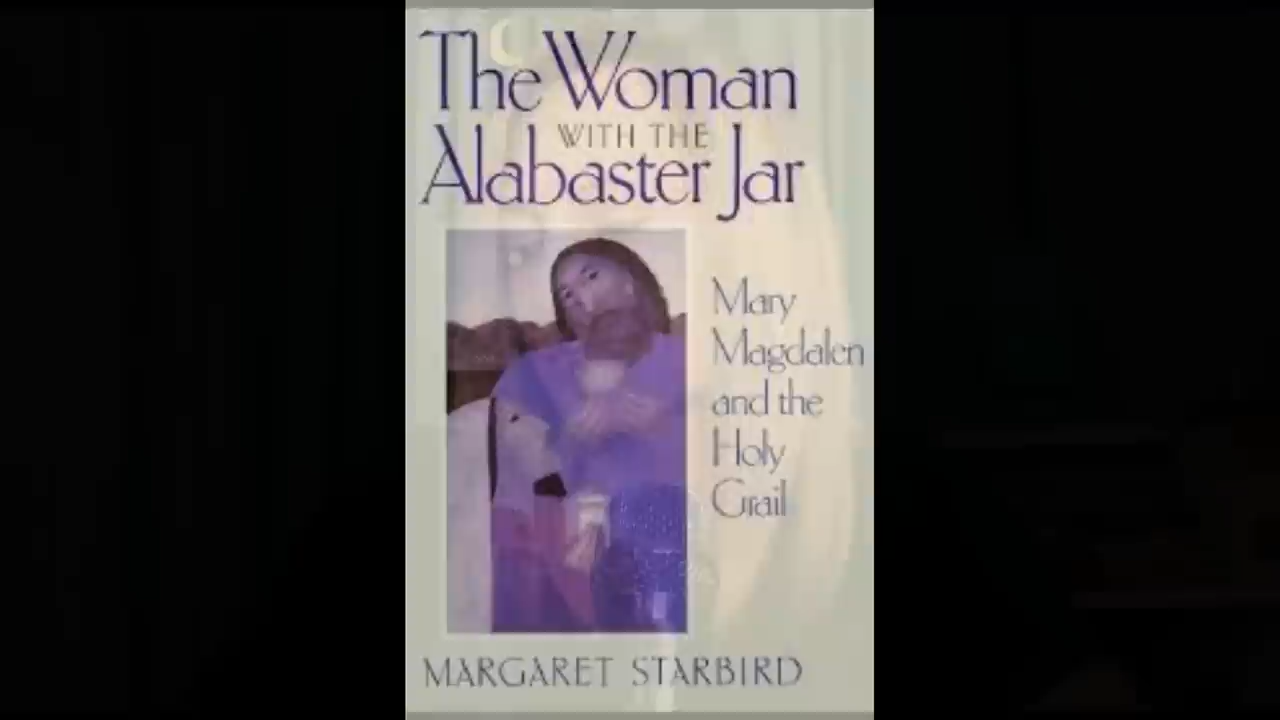 The Woman
WITH THE
Alabaster Jar
Mary
Magdalen
and the
Holy
Grail
MARGARET STARBIRD